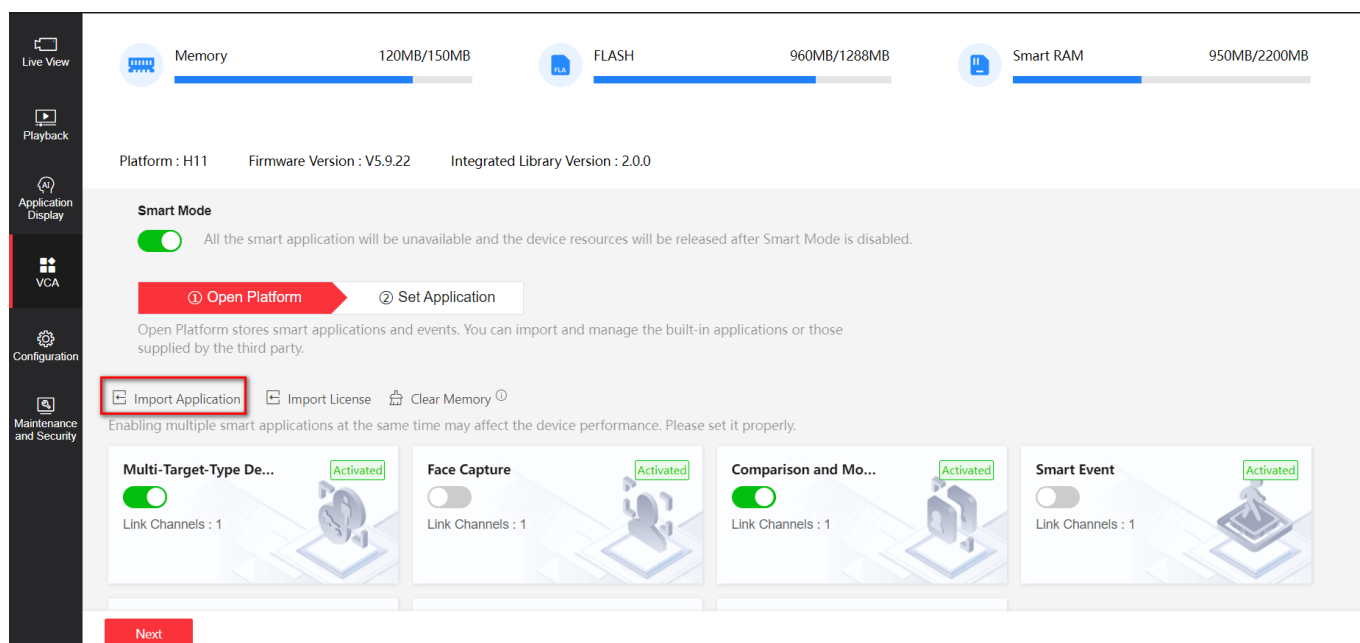 Live View
Playback
Application
Display
VCA
Configuration
Maintenance
and Security
Memory 120MB/150MB
FLA
FLASH 960MB/1288MB
Smart RAM 950MB/2200MB
Platform : H11 Firmware Version : V5.9.22 Integrated Library Version : 2.0.0
Smart Mode
All the smart application will be unavailable and the device resources will be released after Smart Mode is disabled.
① Open Platform ② Set Application
Open Platform stores smart applications and events. You can import and manage the built-in applications or those
supplied by the third party.
Import Application Import License Clear Memory
Enabling multiple smart applications at the same time may affect the device performance. Please set it properly.
Multi-Target-Type De... Activated
Link Channels : 1
Face Capture Activated
Link Channels : 1
Comparison and Mo... Activated
Link Channels : 1
Smart Event Activated
Link Channels : 1
Next